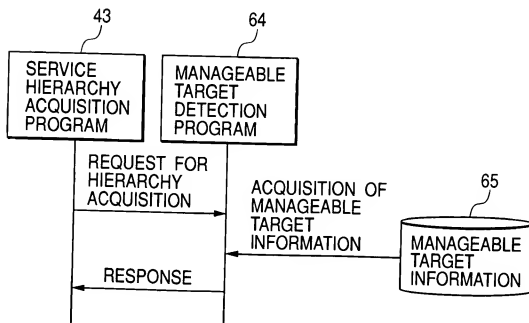 43
64
SERVICE
HIERARCHY
ACQUISITION
PROGRAM
MANAGEABLE
TARGET
DETECTION
PROGRAM
REQUEST FOR
HIERARCHY
ACQUISITION
ACQUISITION OF
MANAGEABLE
TARGET
INFORMATION
65
MANAGEABLE
TARGET
INFORMATION
RESPONSE